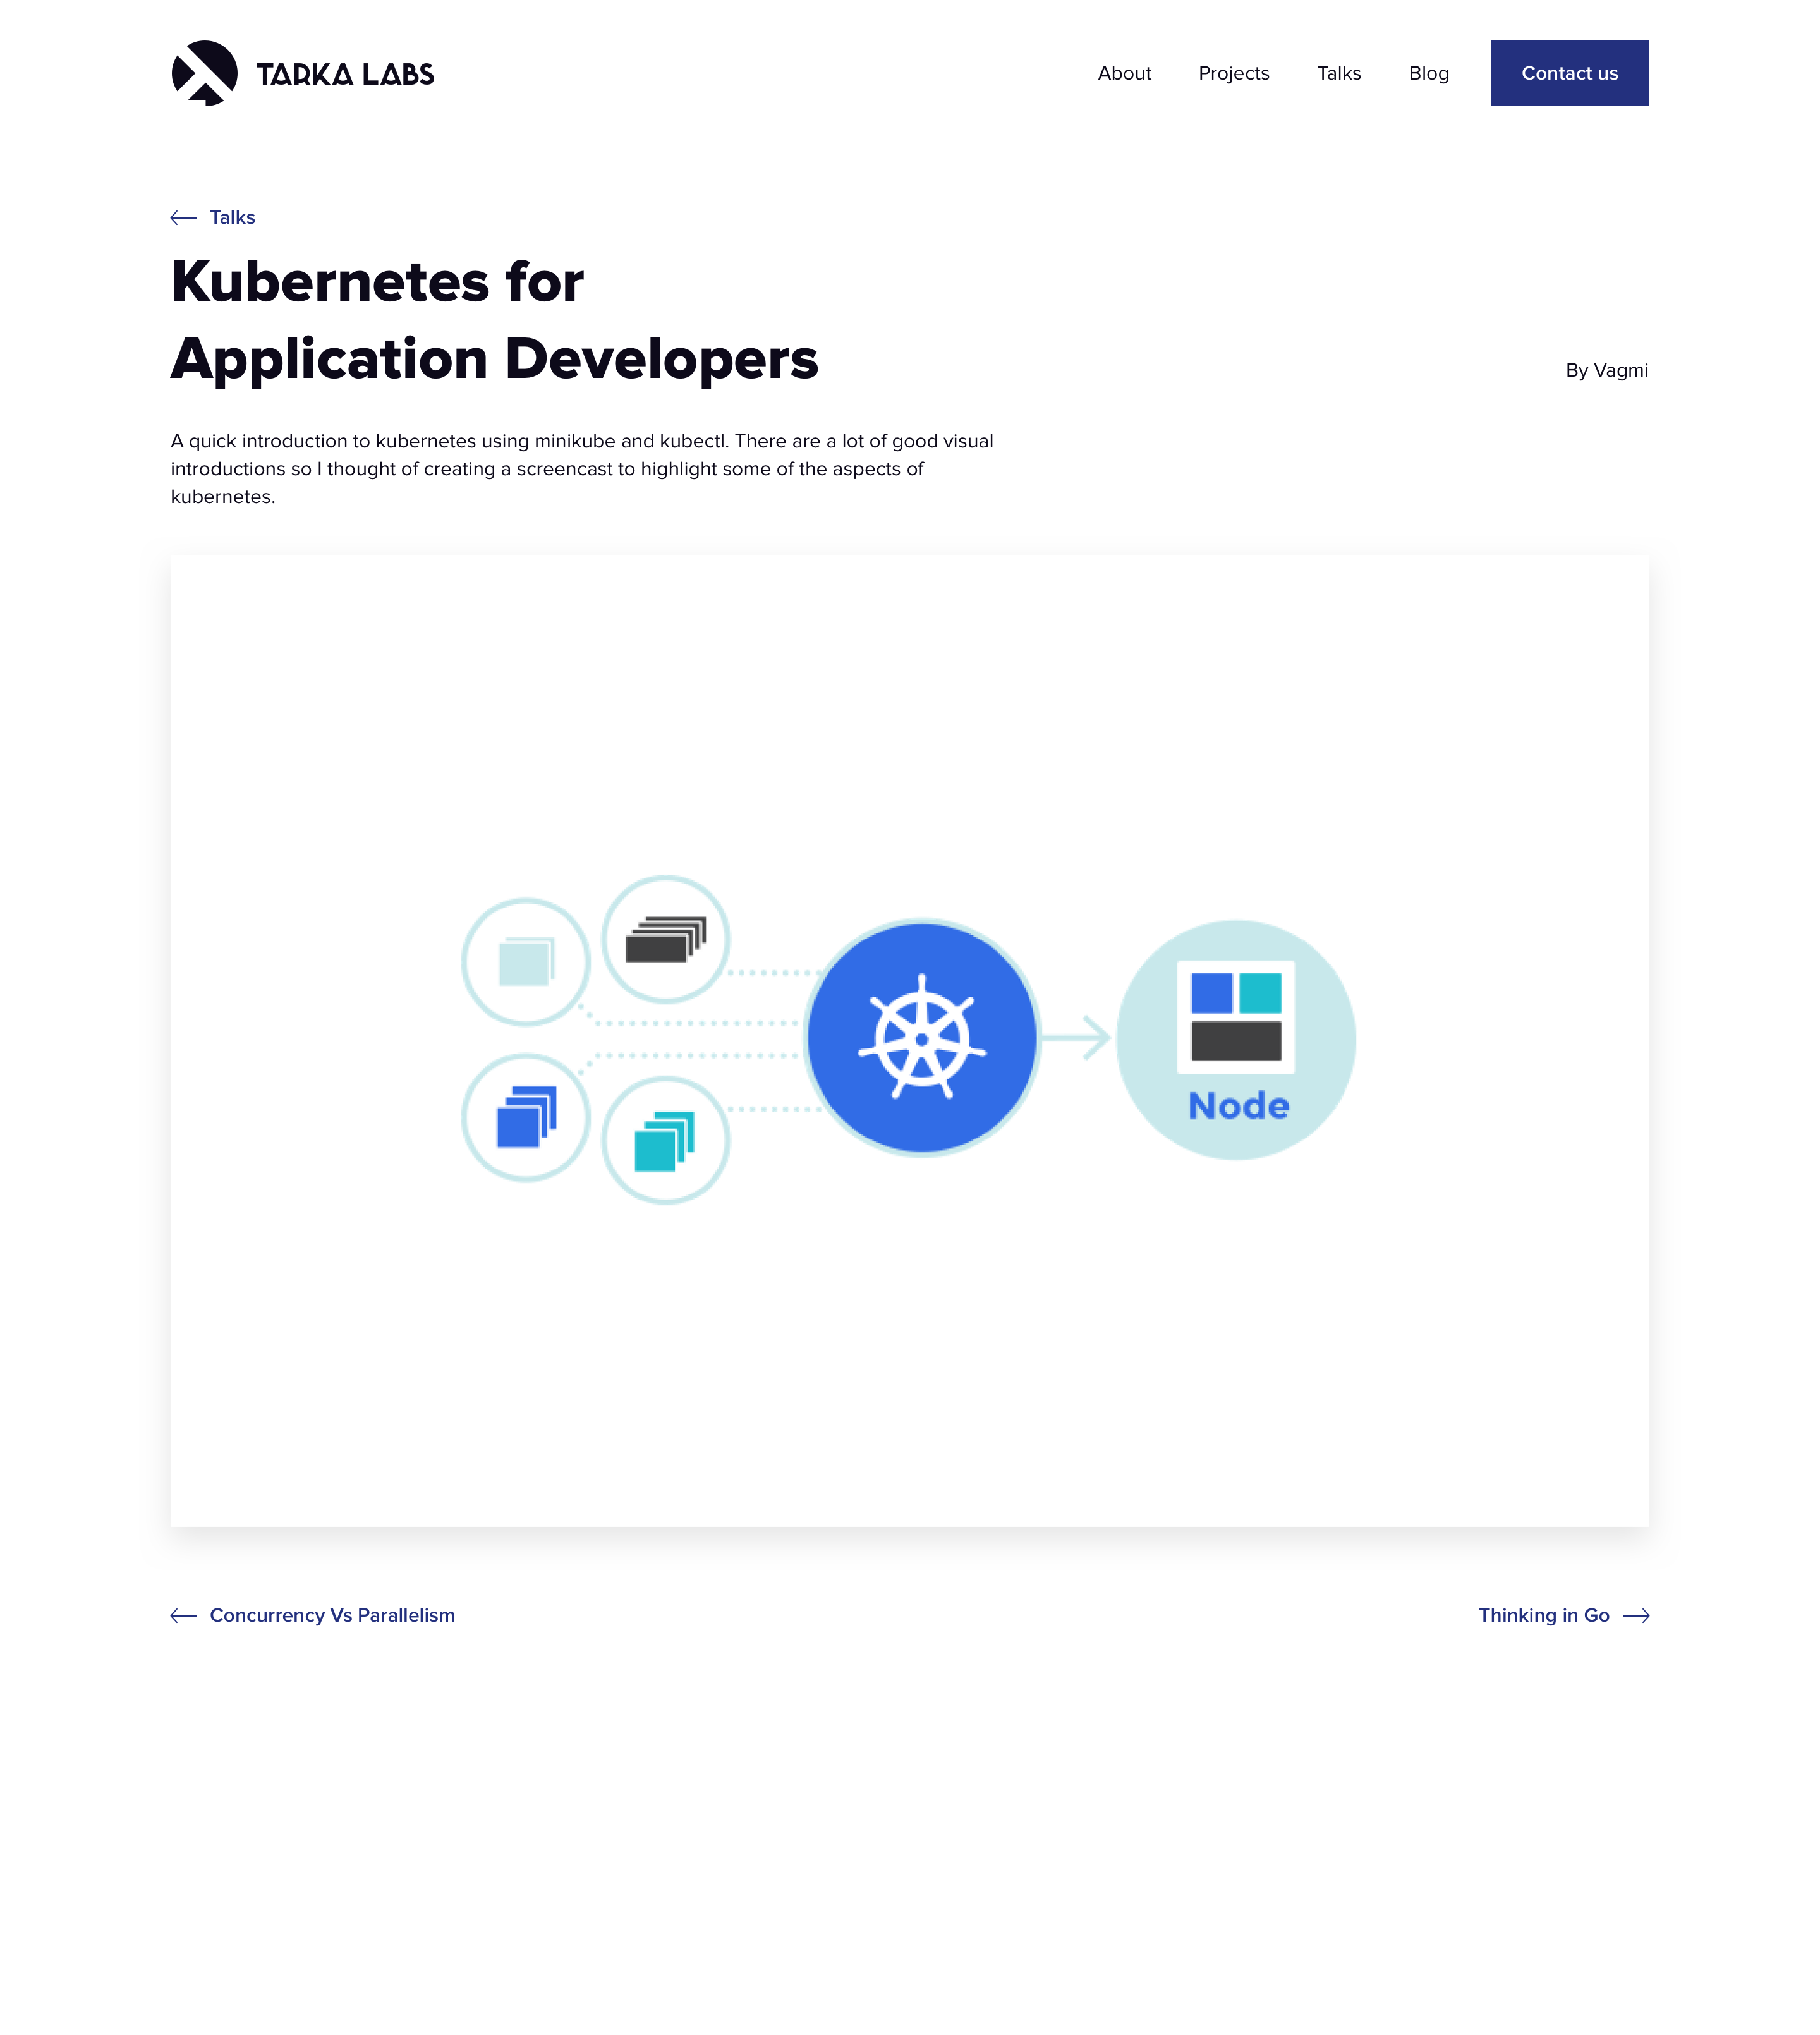 TARKA LABS
About
Projects
Talks
Blog
Contact us
Talks
Kubernetes for
Application Developers
By Vagmi
A quick introduction to kubernetes using minikube and kubectl. There are a lot of good visual
introductions so I thought of creating a screencast to highlight some of the aspects of
kubernetes.
Node
Concurrency Vs Parallelism
Thinking in Go